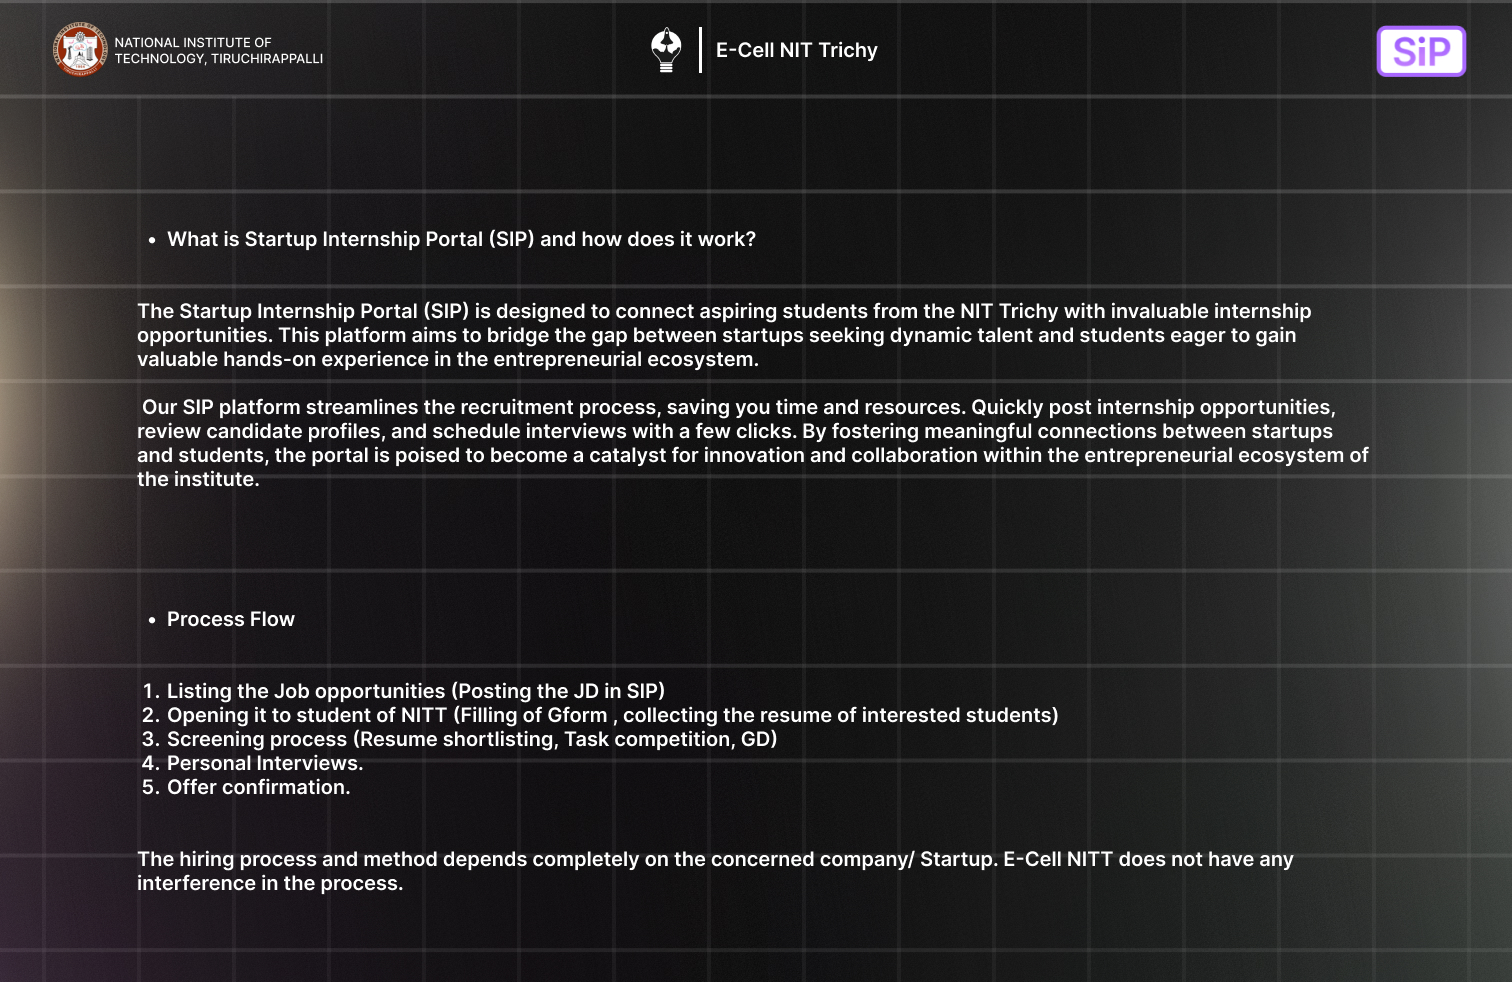 NATIONAL INSTITUTE OF
TECHNOLOGY, TIRUCHIRAPPALLI
E-Cell NIT Trichy
SiP
• What is Startup Internship Portal (SIP) and how does it work?
The Startup Internship Portal (SIP) is designed to connect aspiring students from the NIT Trichy with invaluable internship
opportunities. This platform aims to bridge the gap between startups seeking dynamic talent and students eager to gain
valuable hands-on experience in the entrepreneurial ecosystem.
Our SIP platform streamlines the recruitment process, saving you time and resources. Quickly post internship opportunities,
review candidate profiles, and schedule interviews with a few clicks. By fostering meaningful connections between startups
and students, the portal is poised to become a catalyst for innovation and collaboration within the entrepreneurial ecosystem of
the institute.
• Process Flow
1. Listing the Job opportunities (Posting the JD in SIP)
2. Opening it to student of NITT (Filling of Gform , collecting the resume of interested students)
3. Screening process (Resume shortlisting, Task competition, GD)
4. Personal Interviews.
5. Offer confirmation.
The hiring process and method depends completely on the concerned company/ Startup. E-Cell NITT does not have any
interference in the process.